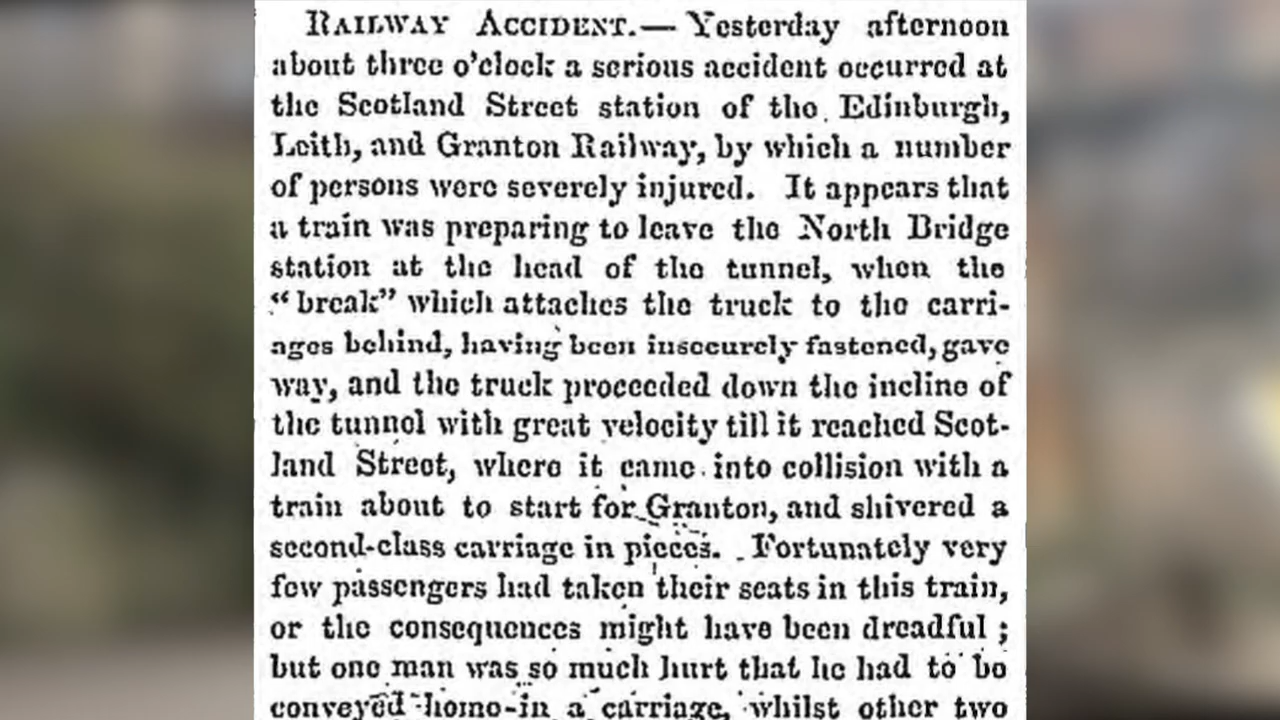 RAILWAY ACCIDENT.— Yesterday afternoon
about three o'clock a serious accident occurred at
the Scotland Street station of the Edinburgh,
Leith, and Granton Railway, by which a number
of persons were severely injured. It appears that
a train was preparing to leave the North Bridge
station at the head of the tunnel, when the
"break" which attaches the truck to the carri-
ages behind, having been insecurely fastened, gave
way, and the truck proceeded down the incline of
the tunnel with great velocity till it reached Scot-
land Street, where it came into collision with a
train about to start for Granton, and shivered a
second-class carriage in pieces. Fortunately very
few passengers had taken their seats in this train,
or the consequences might have been dreadful ;
but one man was so much hurt that he had to be
conveyed home in a carriage, whilst other two